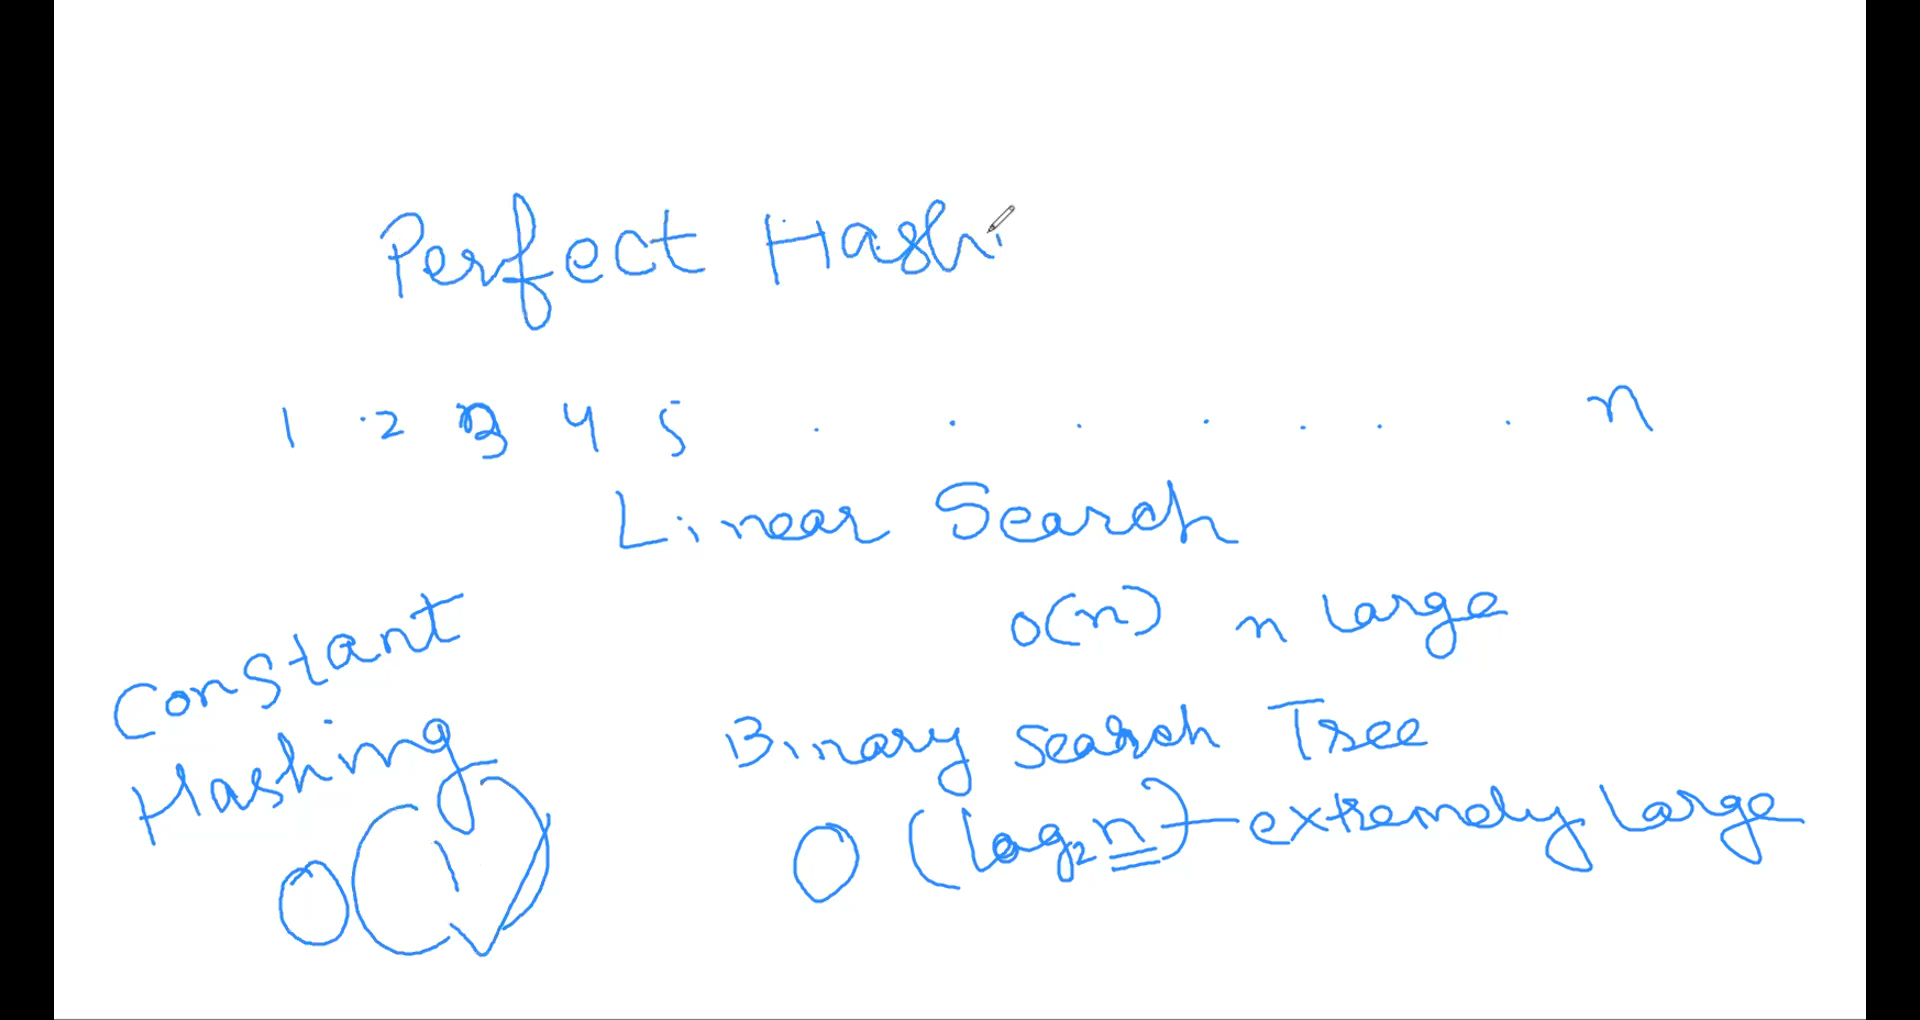 Perfect Hashi
1 .2 3 4 5 . . . . . . . n
Linear Search
O(n) n large
Constant
Hashing
O(1)
Binary Search Tree
O(log₂n) — extremely large